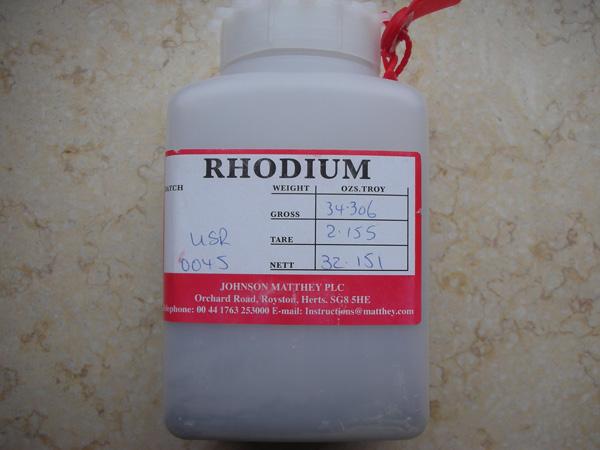 RHODIUM
WEIGHT OZS.TROY
GROSS 34.306
USR
TARE 2.155
0045
NETT 32.151
JOHNSON MATTHEY PLC
Orchard Road, Royston, Herts. SG8 5HE
00 44 1763 253000 E-mail: Instructions@matthey.com